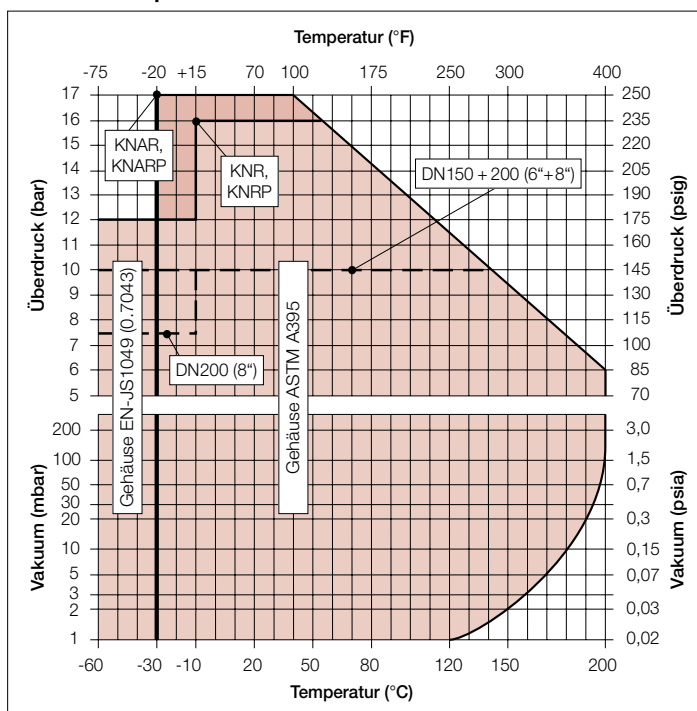 Temperatur (°F)
-75 -20 +15 70 100 175 250 300 400
17 250
16 235
15 220
14 205
13 190
12 175
11 160
10 145
9 130
8 115
7 100
6 85
5 70
Überdruck (bar)
Überdruck (psig)
KNAR,
KNARP
KNR,
KNRP
DN150 + 200 (6“+ 8“)
DN200 (8“)
Gehäuse EN-JS1049 (0.7043)
Gehäuse ASTM A395
200 3,0
100 1,5
50 0,7
30
20 0,3
10 0,15
5 0,07
3
2 0,03
1 0,02
Vakuum (mbar)
Vakuum (psia)
-60 -30 -10 20 50 80 120 150 200
Temperatur (°C)